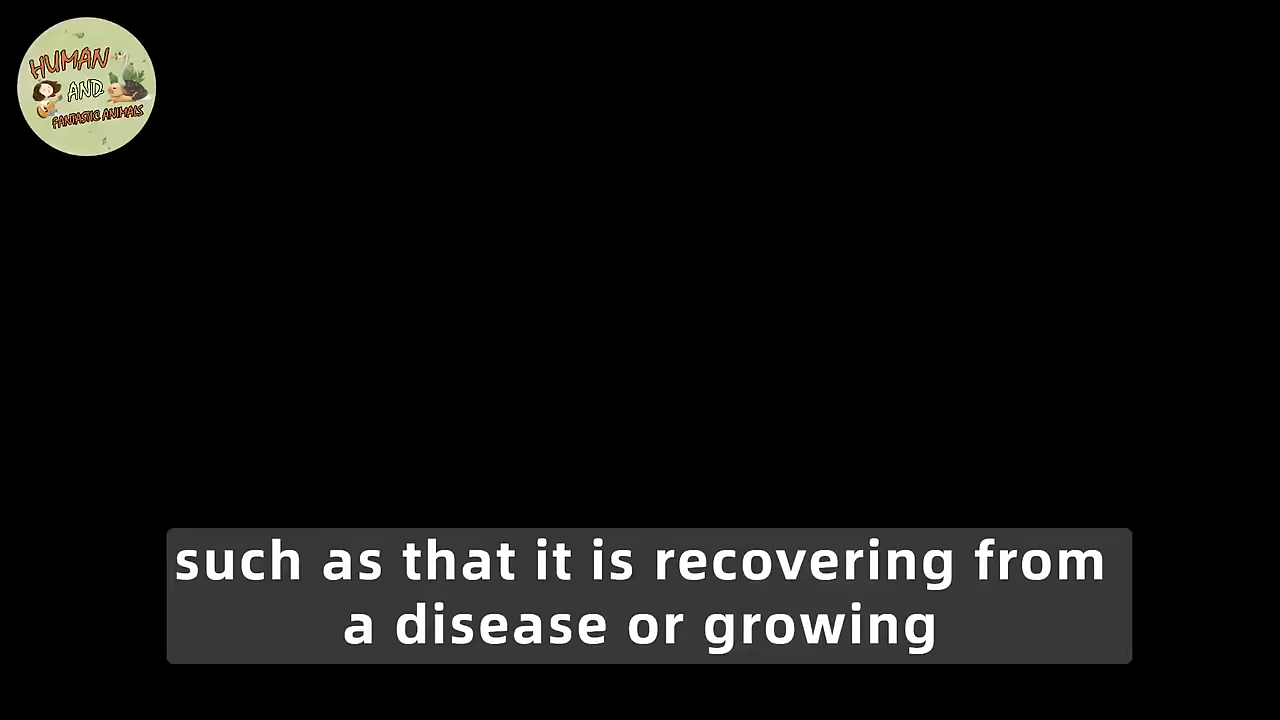 HUMAN
AND
FANTASTIC ANIMALS
such as that it is recovering from
a disease or growing